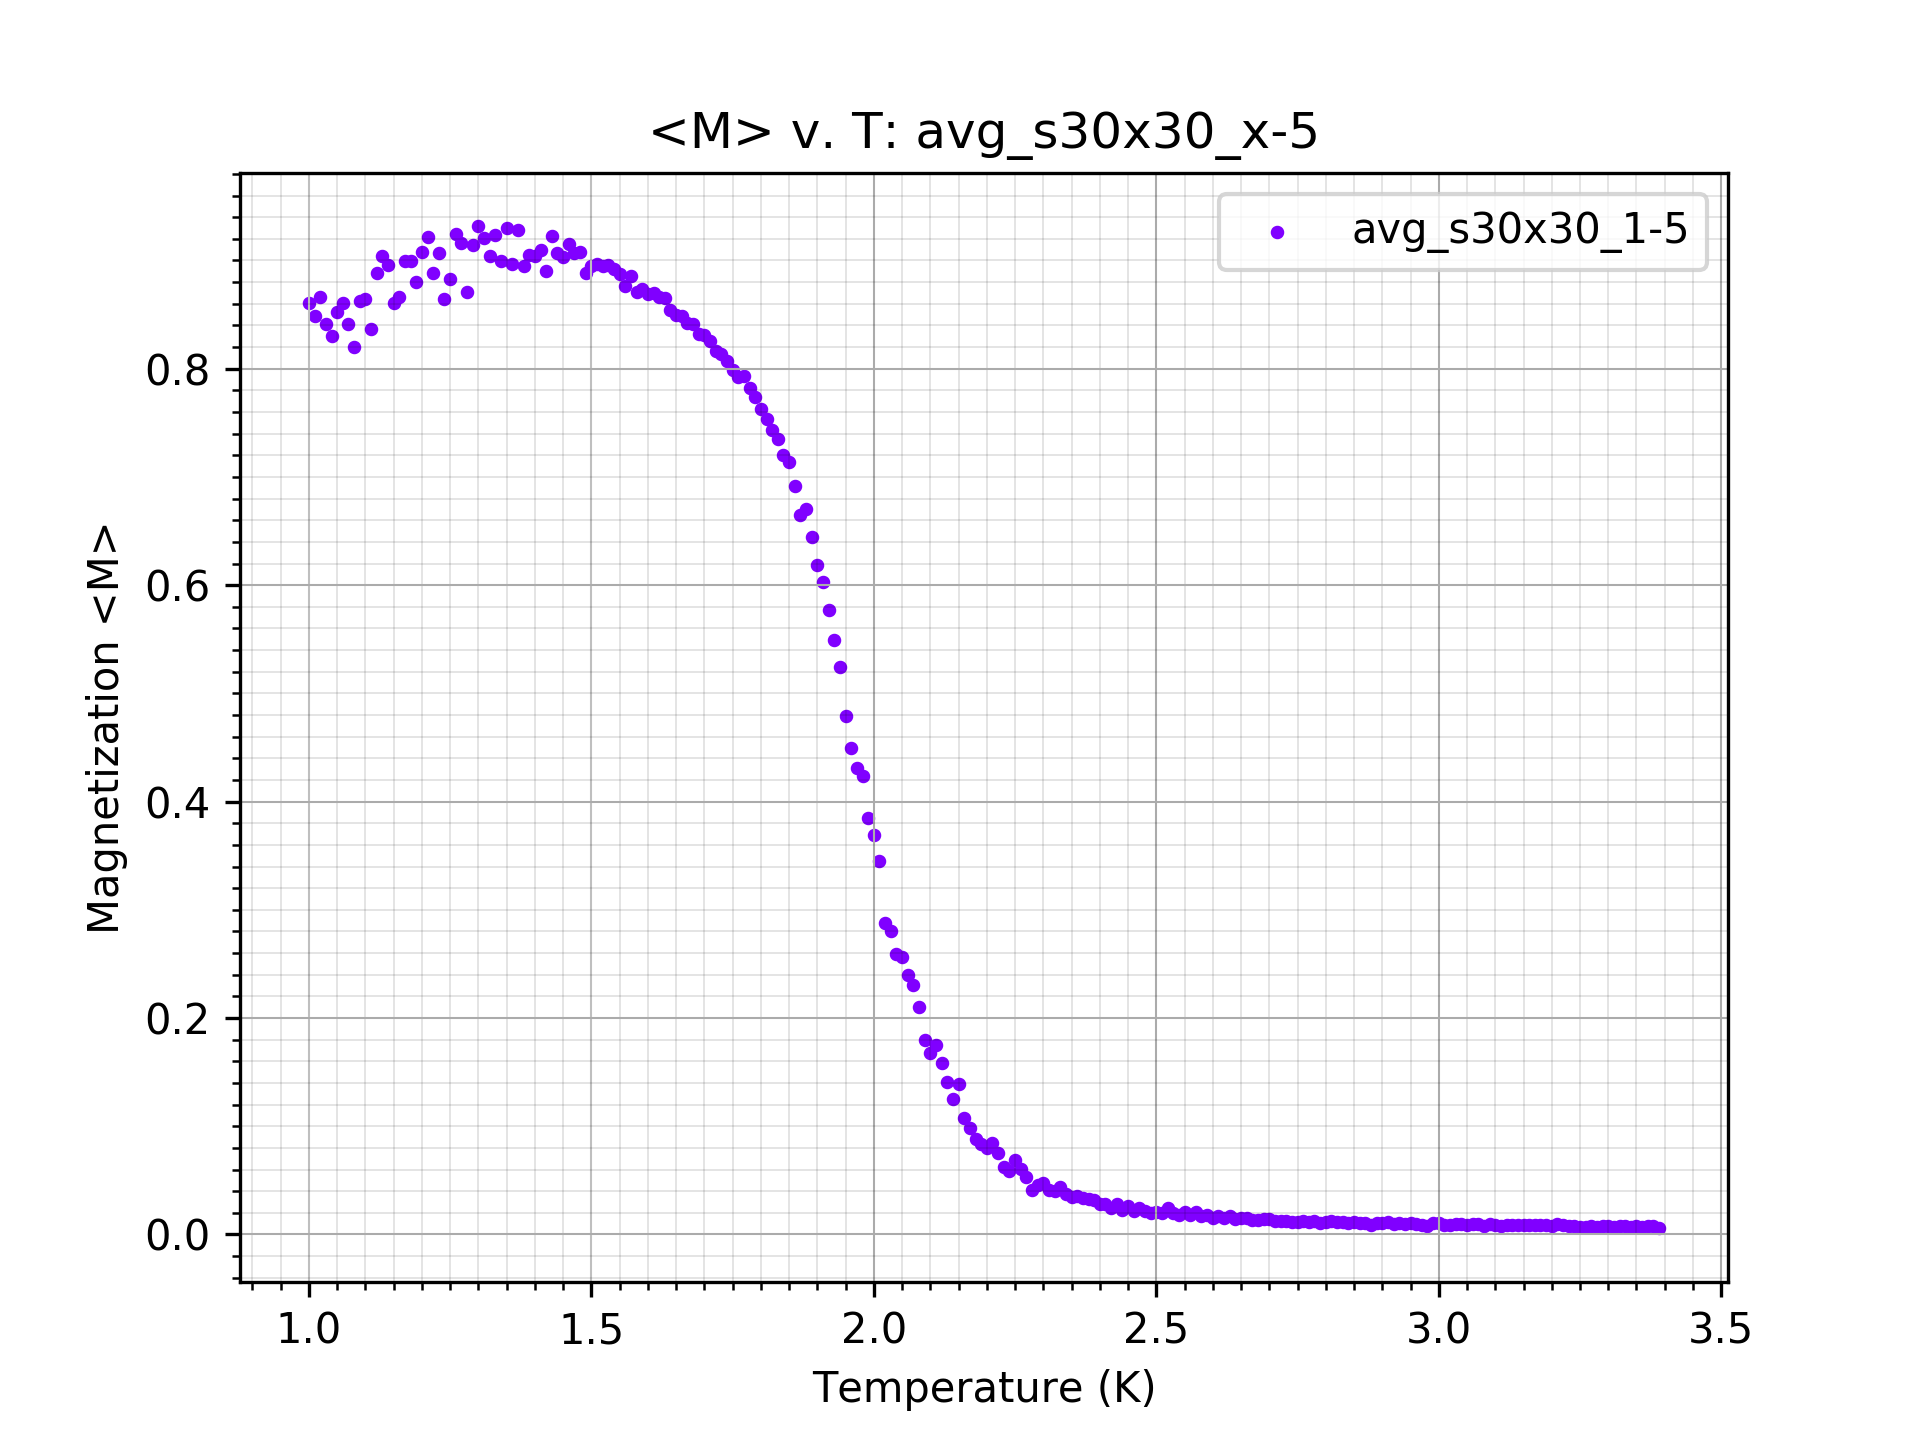 <M> v. T: avg_s30x30_x-5
avg_s30x30_1-5
Magnetization <M>
0.8
0.6
0.4
0.2
0.0
1.0 1.5 2.0 2.5 3.0 3.5
Temperature (K)